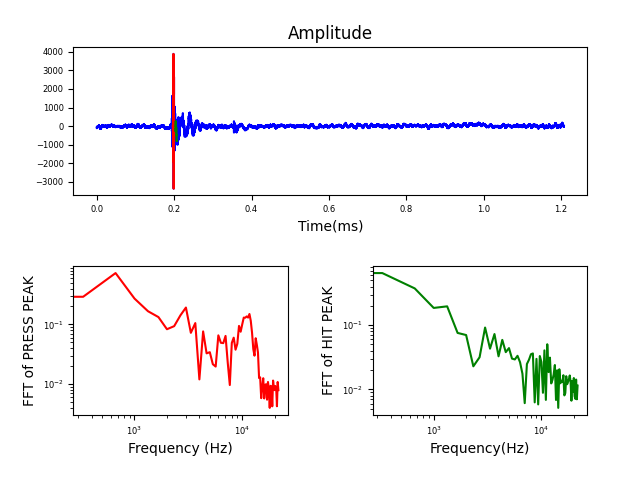 Amplitude
4000
3000
2000
1000
0
−1000
−2000
−3000
0.0 0.2 0.4 0.6 0.8 1.0 1.2
Time(ms)
FFT of PRESS PEAK
10⁻¹
10⁻²
10³ 10⁴
Frequency (Hz)
FFT of HIT PEAK
10⁻¹
10⁻²
10³ 10⁴
Frequency(Hz)